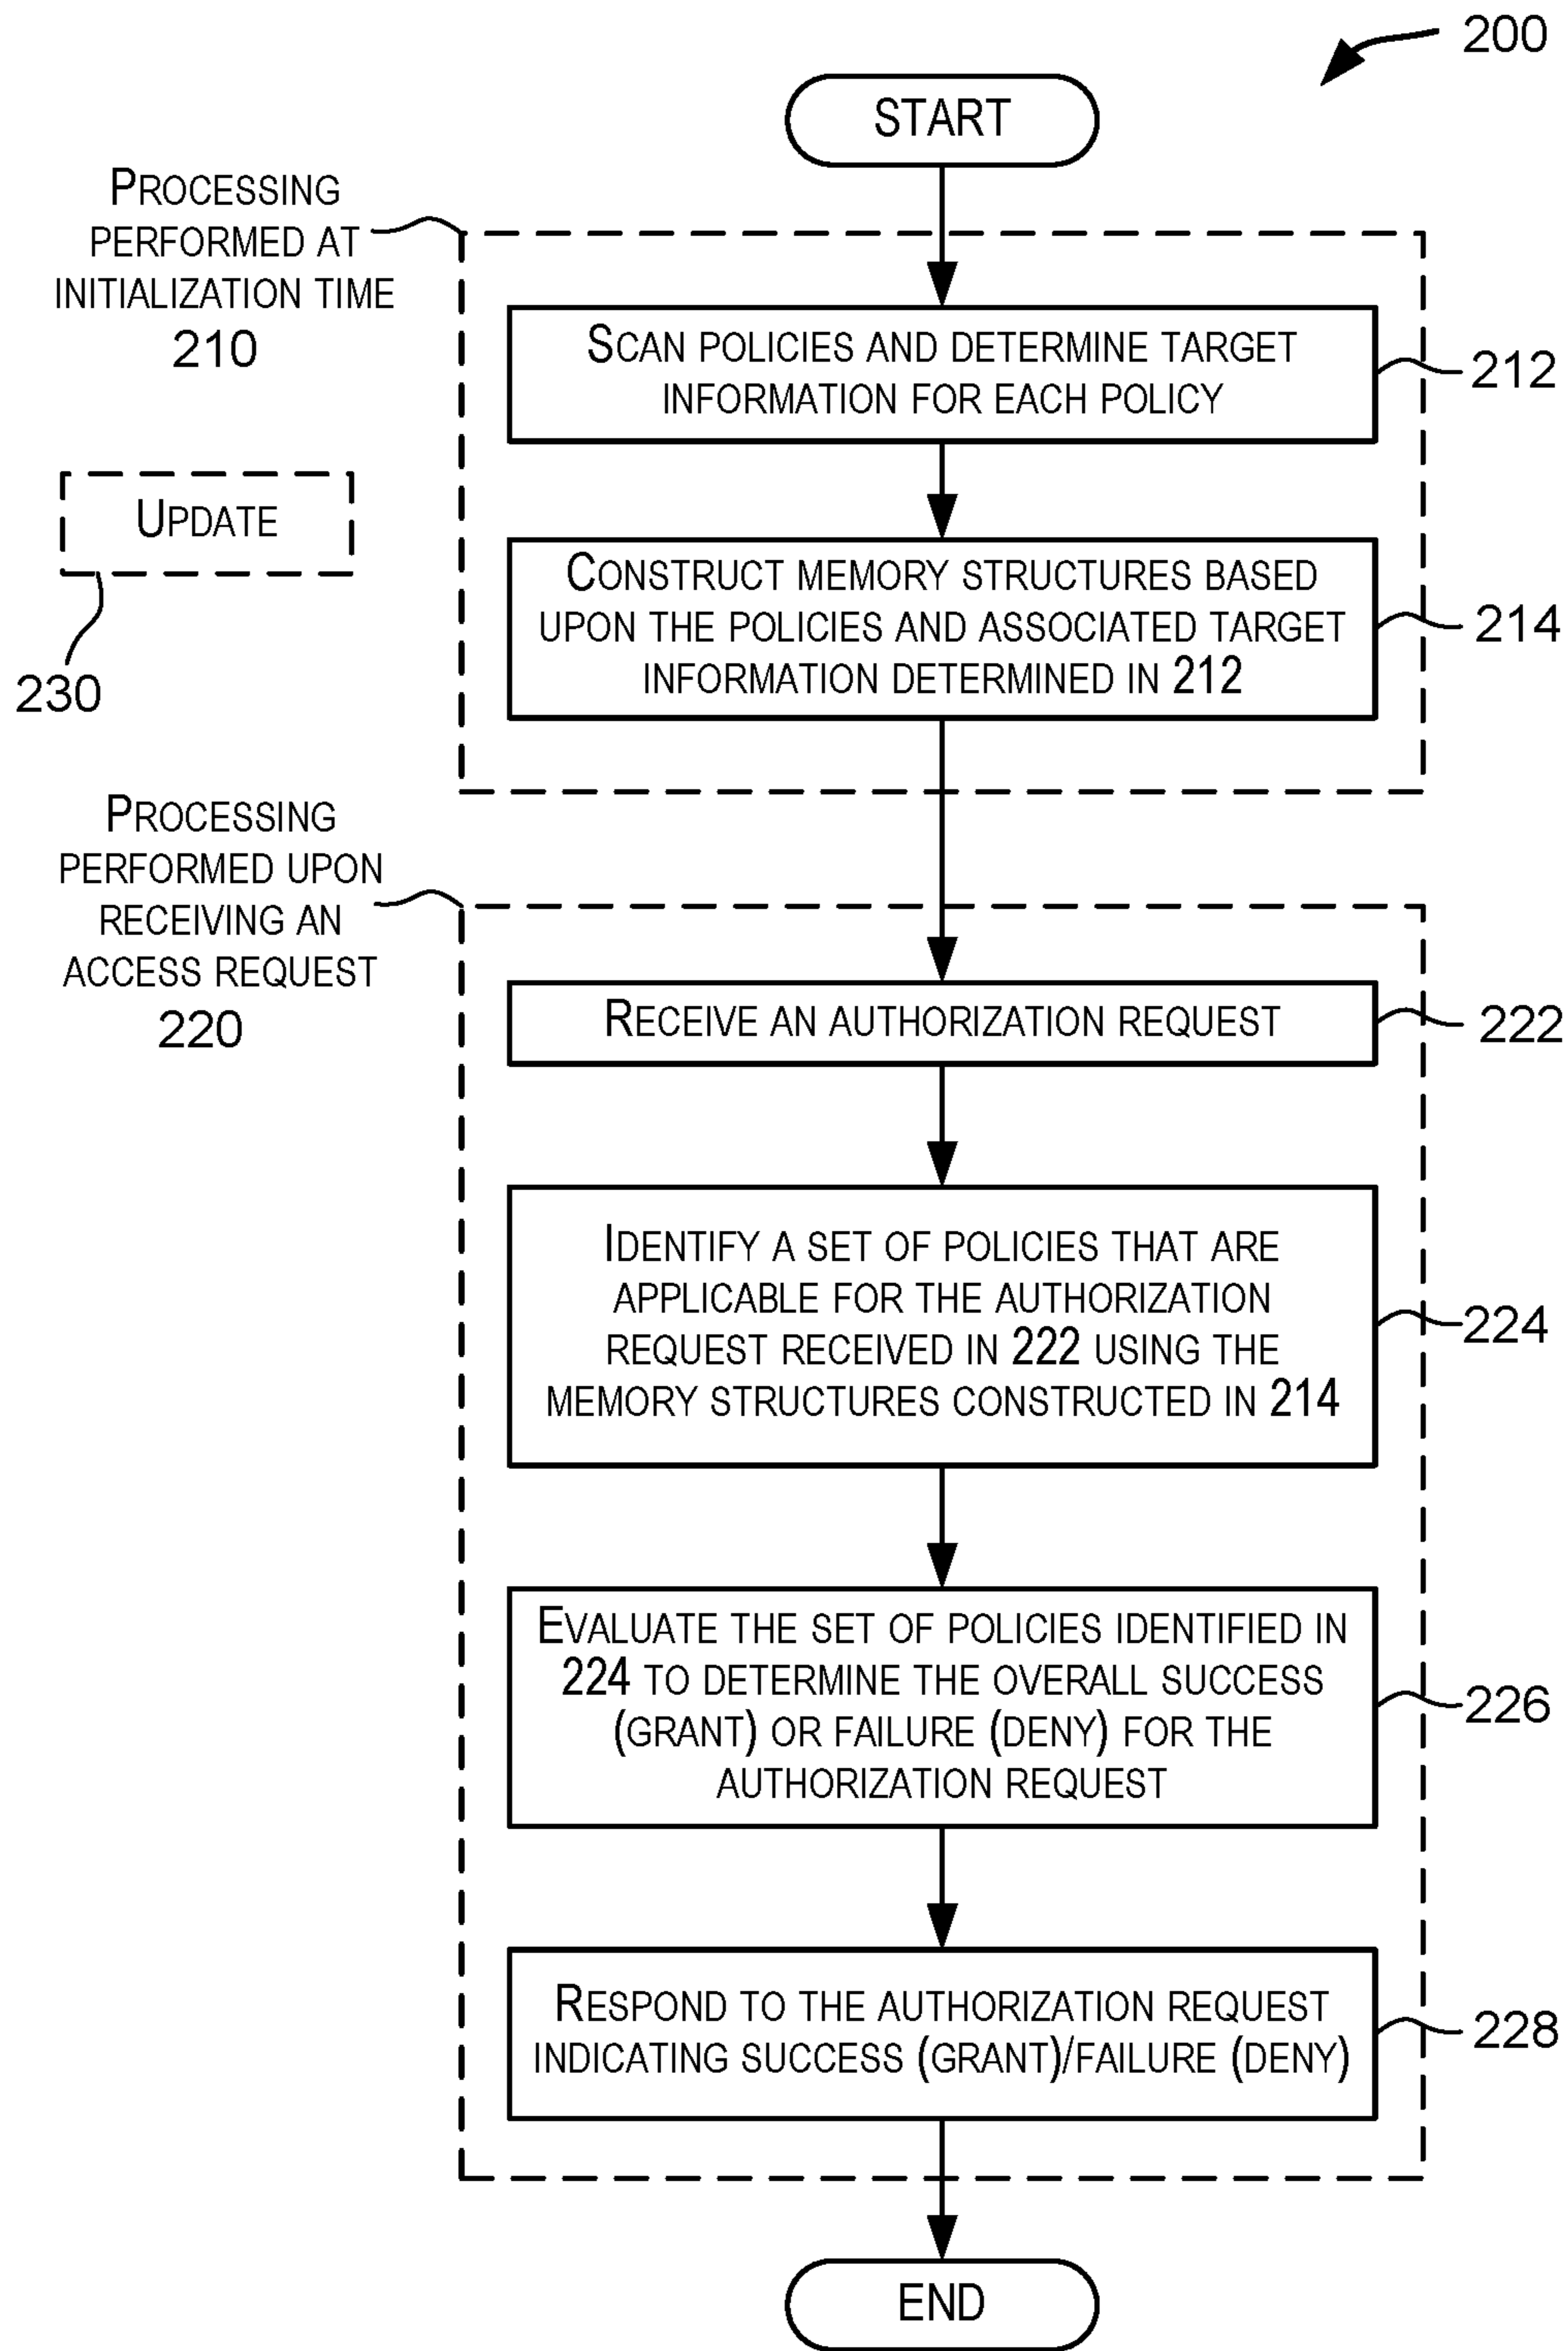 200
START
PROCESSING
PERFORMED AT
INITIALIZATION TIME
210
SCAN POLICIES AND DETERMINE TARGET
INFORMATION FOR EACH POLICY
212
UPDATE
230
CONSTRUCT MEMORY STRUCTURES BASED
UPON THE POLICIES AND ASSOCIATED TARGET
INFORMATION DETERMINED IN 212
214
PROCESSING
PERFORMED UPON
RECEIVING AN
ACCESS REQUEST
220
RECEIVE AN AUTHORIZATION REQUEST
222
IDENTIFY A SET OF POLICIES THAT ARE
APPLICABLE FOR THE AUTHORIZATION
REQUEST RECEIVED IN 222 USING THE
MEMORY STRUCTURES CONSTRUCTED IN 214
224
EVALUATE THE SET OF POLICIES IDENTIFIED IN
224 TO DETERMINE THE OVERALL SUCCESS
(GRANT) OR FAILURE (DENY) FOR THE
AUTHORIZATION REQUEST
226
RESPOND TO THE AUTHORIZATION REQUEST
INDICATING SUCCESS (GRANT)/FAILURE (DENY)
228
END